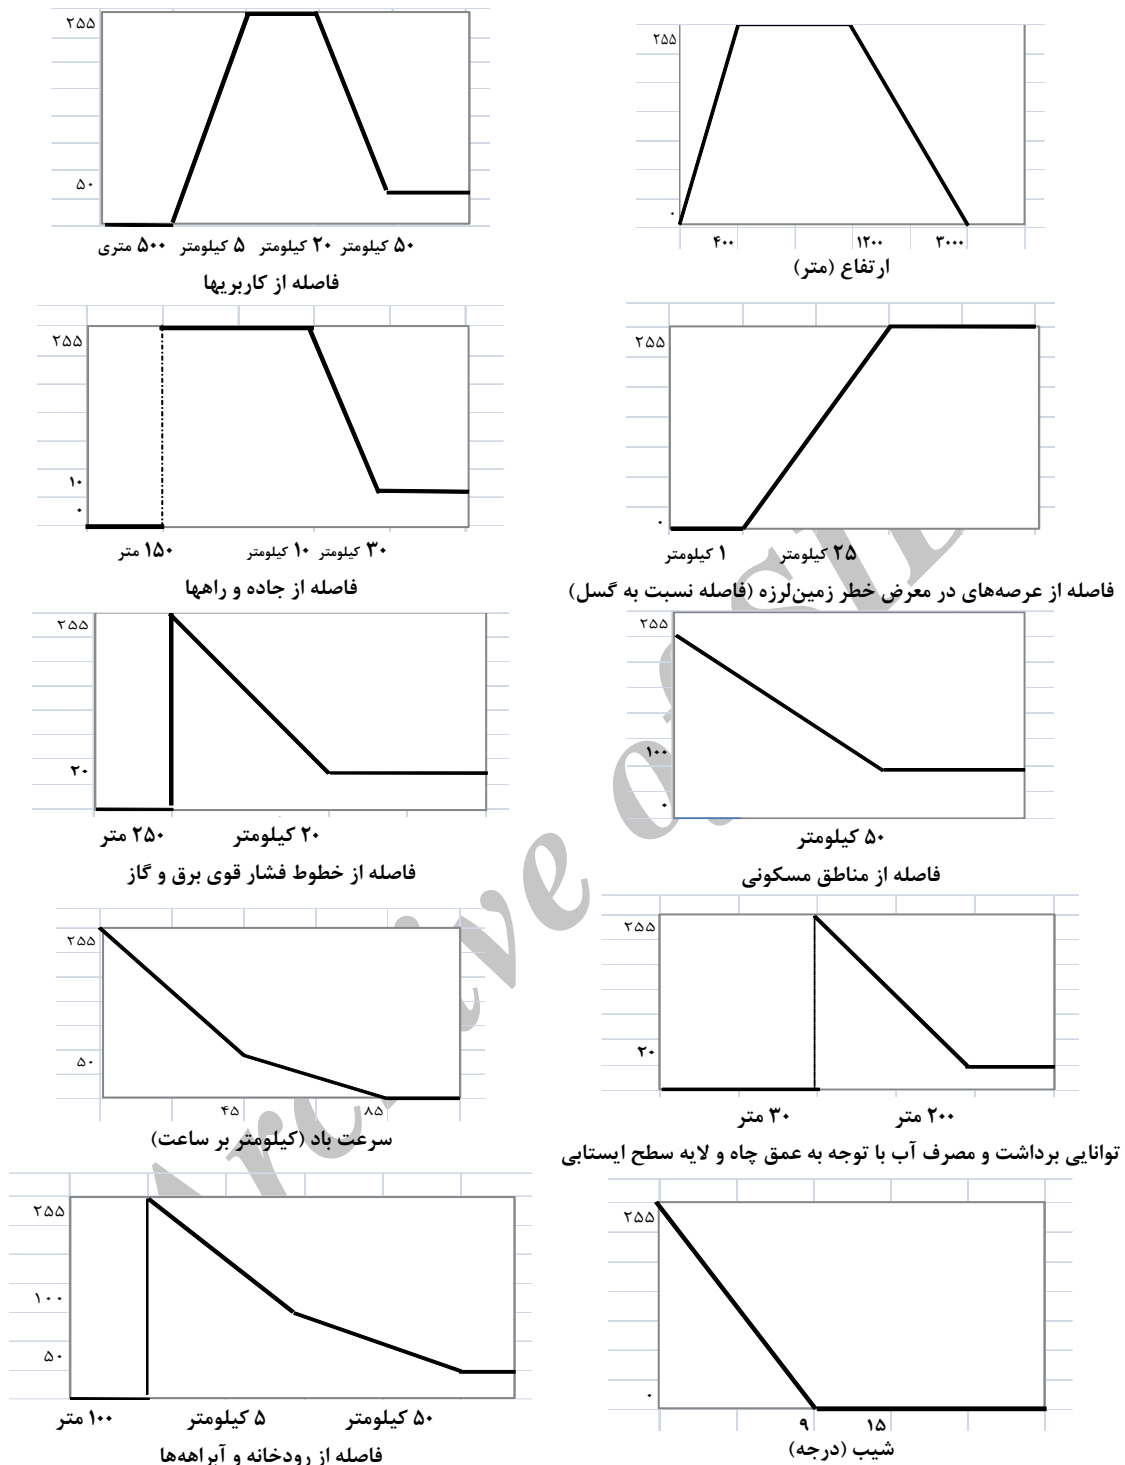 ۲۵۵
۰
۴۰۰ ۱۲۰۰ ۳۰۰۰
ارتفاع (متر)
۲۵۵
۵۰
۵۰۰ متری ۵ کیلومتر ۲۰ کیلومتر ۵۰ کیلومتر
فاصله از کاربریها
۲۵۵
۰
۱ کیلومتر ۲۵ کیلومتر
فاصله از عرصه‌های در معرض خطر زمین‌لرزه (فاصله نسبت به گسل)
۲۵۵
۱۰
۰
۱۵۰ متر ۱۰ کیلومتر ۳۰ کیلومتر
فاصله از جاده و راهها
۲۵۵
۱۰۰
۰
۵۰ کیلومتر
فاصله از مناطق مسکونی
۲۵۵
۲۰
۲۵۰ متر ۲۰ کیلومتر
فاصله از خطوط فشار قوی برق و گاز
۲۵۵
۲۰
۳۰ متر ۲۰۰ متر
توانایی برداشت و مصرف آب با توجه به عمق چاه و لایه سطح ایستابی
۲۵۵
۵۰
۴۵ ۸۵
سرعت باد (کیلومتر بر ساعت)
۲۵۵
۰
۹ ۱۵
شیب (درجه)
۲۵۵
۱۰۰
۵۰
۱۰۰ متر ۵ کیلومتر ۵۰ کیلومتر
فاصله از رودخانه و آبراهه‌ها
Archive of SID